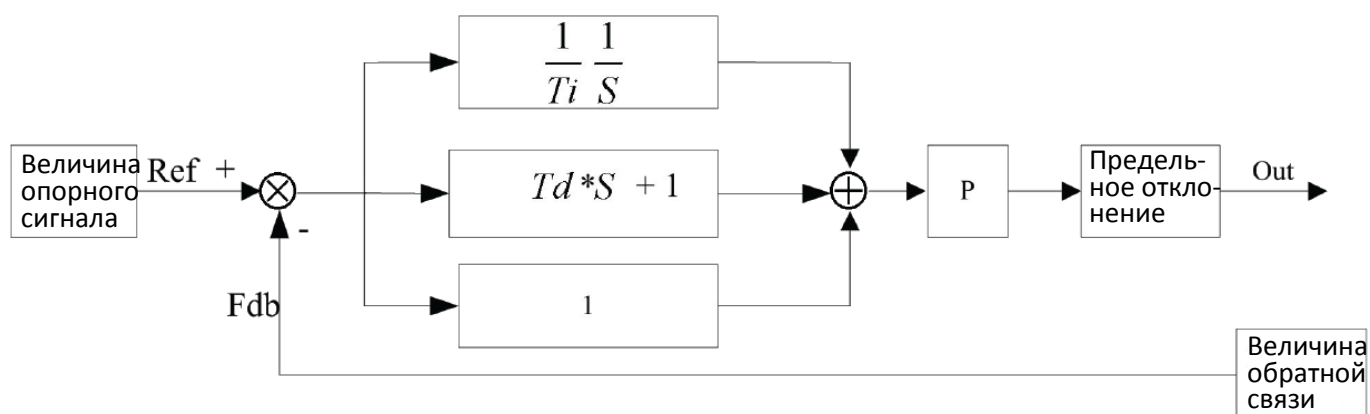 1 1
Ti S
Величина
опорного
сигнала
Ref +
Td*S + 1
P
Предель-
ное откло-
нение
Out
-
Fdb
1
Величина
обратной
связи